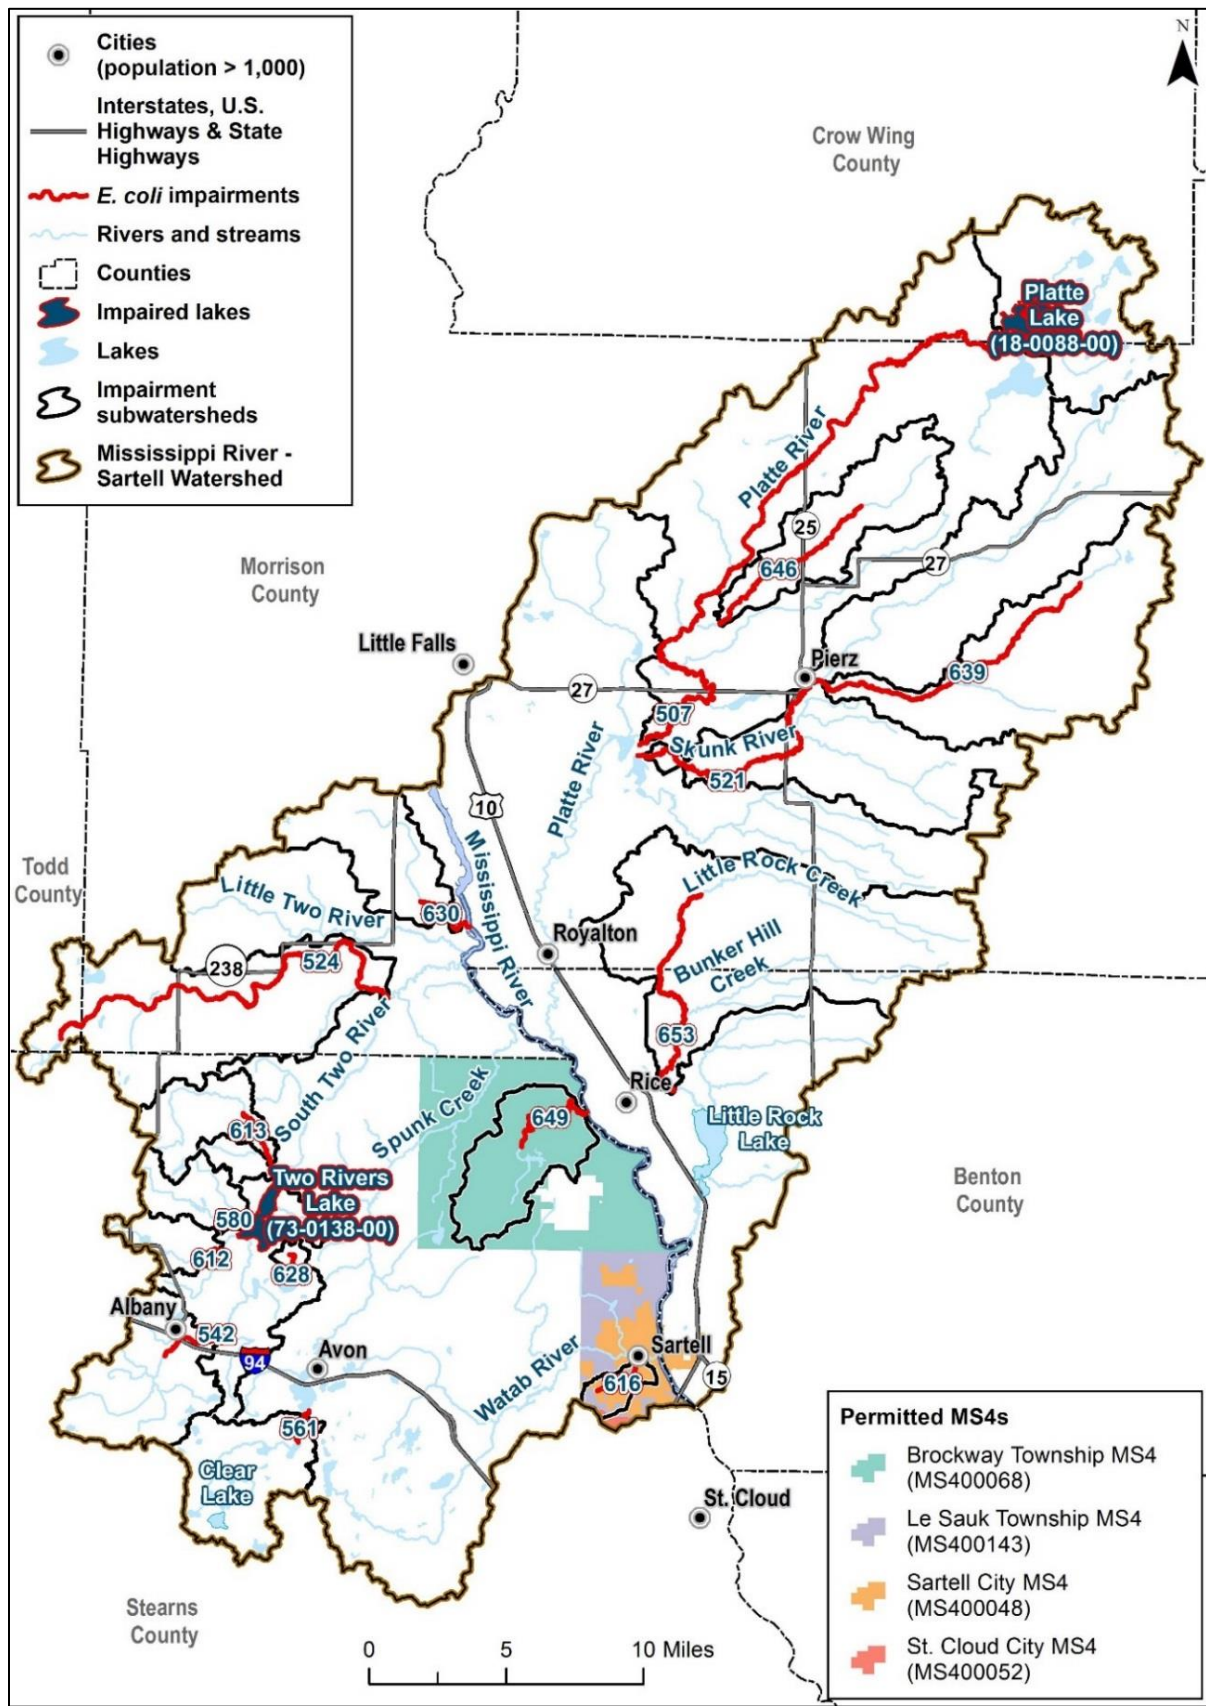 Cities
(population > 1,000)
Interstates, U.S.
Highways & State
Highways
E. coli impairments
Rivers and streams
Counties
Impaired lakes
Lakes
Impairment
subwatersheds
Mississippi River -
Sartell Watershed
N
Crow Wing
County
Platte
Lake
(18-0088-00)
Platte River
25
646
27
Morrison
County
Little Falls
Pierz
639
27
507
Skunk River
521
Platte River
10
Mississippi River
Todd
County
Little Two River
630
Little Rock Creek
Royalton
Bunker Hill
Creek
238
524
653
South Two River
Rice
Spunk Creek
649
Little Rock
Lake
613
Two Rivers
Lake
(73-0138-00)
580
612
628
Benton
County
Albany
542
94
Avon
Sartell
616
15
Watab River
561
Clear
Lake
St. Cloud
Stearns
County
0 5 10 Miles
Permitted MS4s
Brockway Township MS4
(MS400068)
Le Sauk Township MS4
(MS400143)
Sartell City MS4
(MS400048)
St. Cloud City MS4
(MS400052)